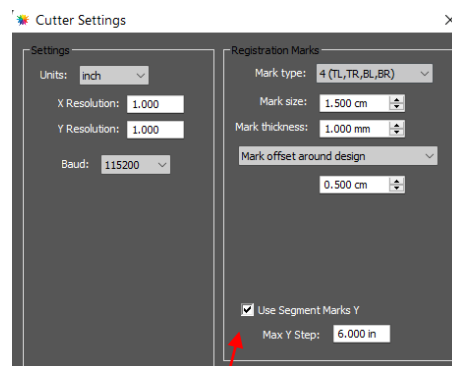 Cutter Settings
Settings
Units: inch
X Resolution: 1.000
Y Resolution: 1.000
Baud: 115200
Registration Marks
Mark type: 4 (TL,TR,BL,BR)
Mark size: 1.500 cm
Mark thickness: 1.000 mm
Mark offset around design
0.500 cm
Use Segment Marks Y
Max Y Step: 6.000 in